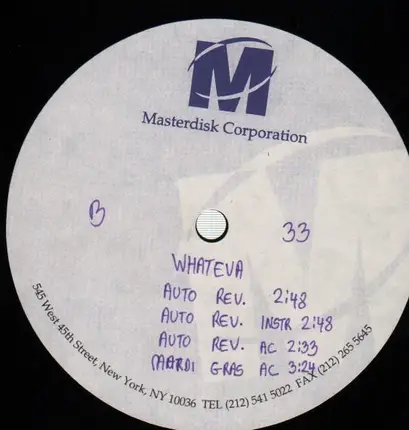 M
Masterdisk Corporation
B
33
WHATEVA
AUTO REV. 2:48
AUTO REV. INSTR 2:48
AUTO REV. AC 2:33
MARDI GRAS AC 3:24
545 West 45th Street, New York, NY 10036 TEL (212) 541 5022 FAX (212) 265 5645